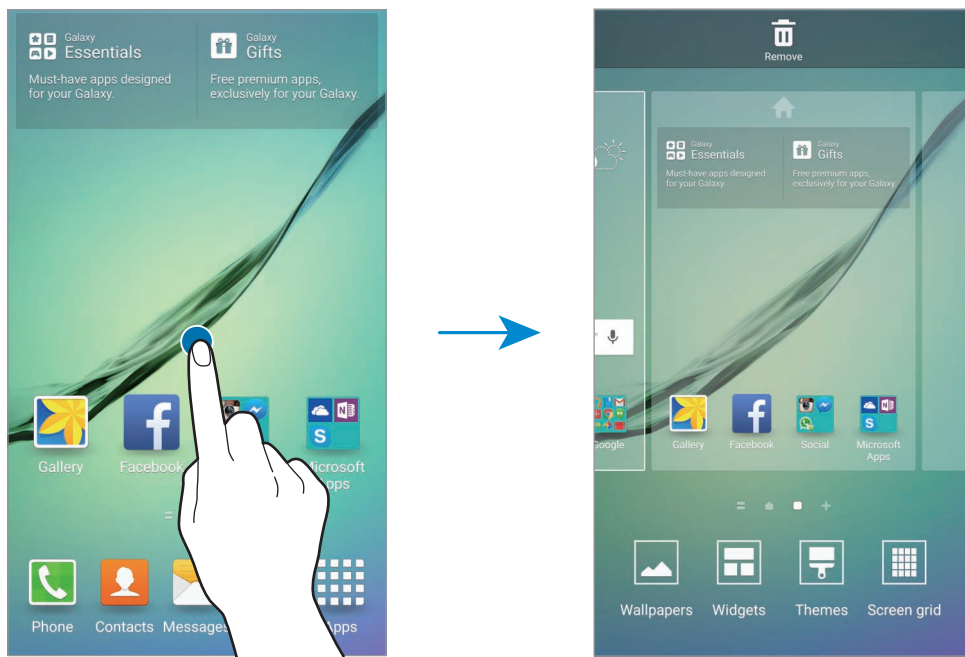 Galaxy
Essentials
Must-have apps designed
for your Galaxy.
Galaxy
Gifts
Free premium apps,
exclusively for your Galaxy.
Gallery
Facebook
Microsoft
Apps
Phone
Contacts
Messages
Apps
Remove
Galaxy
Essentials
Must-have apps designed
for your Galaxy.
Galaxy
Gifts
Free premium apps,
exclusively for your Galaxy.
Google
Gallery
Facebook
Social
Microsoft
Apps
Wallpapers
Widgets
Themes
Screen grid